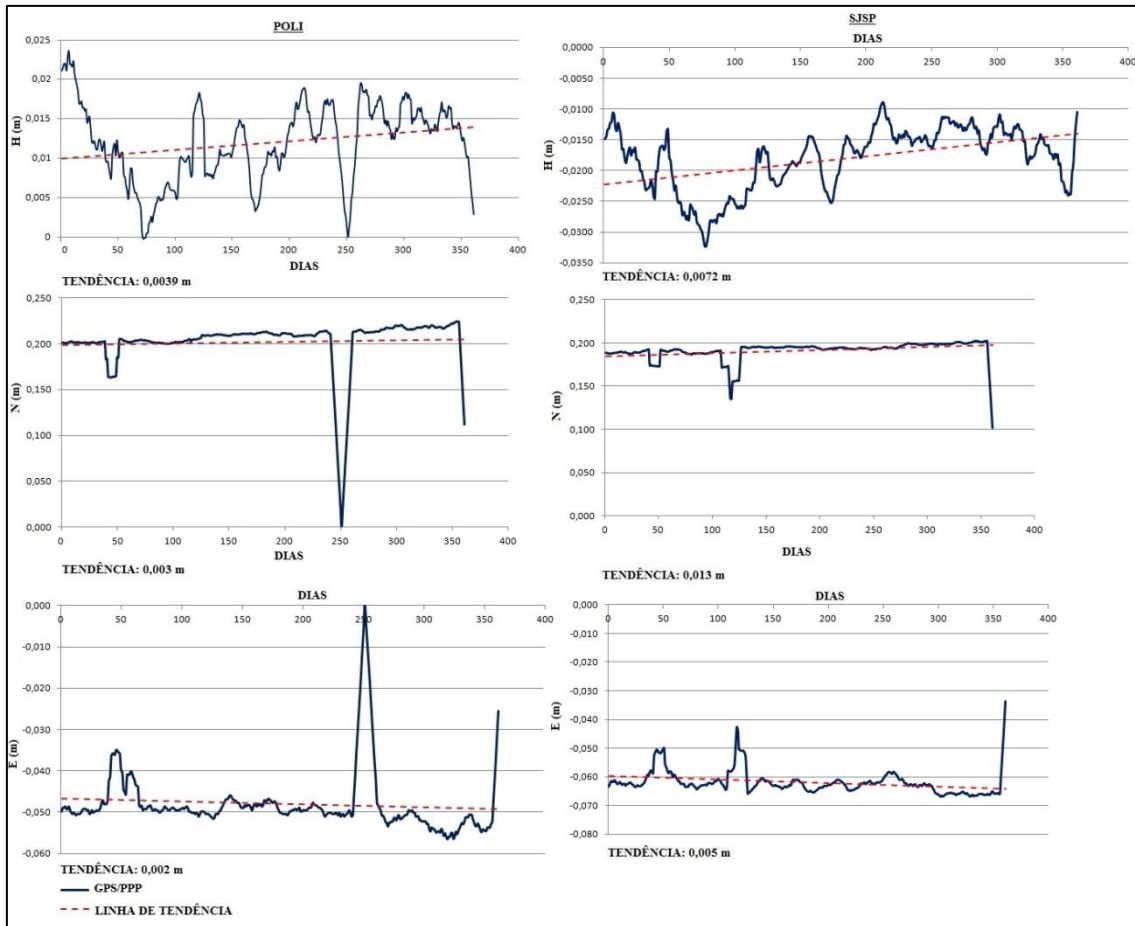 POLI
0,025
0,02
0,015
0,01
0,005
0
H (m)
0 50 100 150 200 250 300 350 400
DIAS
TENDÊNCIA: 0,0039 m
SJSP
DIAS
0 50 100 150 200 250 300 350 400
0,0000
-0,0050
-0,0100
-0,0150
-0,0200
-0,0250
-0,0300
-0,0350
H (m)
TENDÊNCIA: 0,0072 m
0,250
0,200
0,150
0,100
0,050
0,000
N (m)
0 50 100 150 200 250 300 350 400
DIAS
TENDÊNCIA: 0,003 m
0,250
0,200
0,150
0,100
0,050
0,000
N (m)
0 50 100 150 200 250 300 350 400
DIAS
TENDÊNCIA: 0,013 m
DIAS
0 50 100 150 200 250 300 350 400
0,000
-0,010
-0,020
-0,030
-0,040
-0,050
-0,060
E (m)
TENDÊNCIA: 0,002 m
DIAS
0 50 100 150 200 250 300 350 400
0,000
-0,010
-0,020
-0,030
-0,040
-0,050
-0,060
-0,070
-0,080
E (m)
TENDÊNCIA: 0,005 m
GPS/PPP
LINHA DE TENDÊNCIA